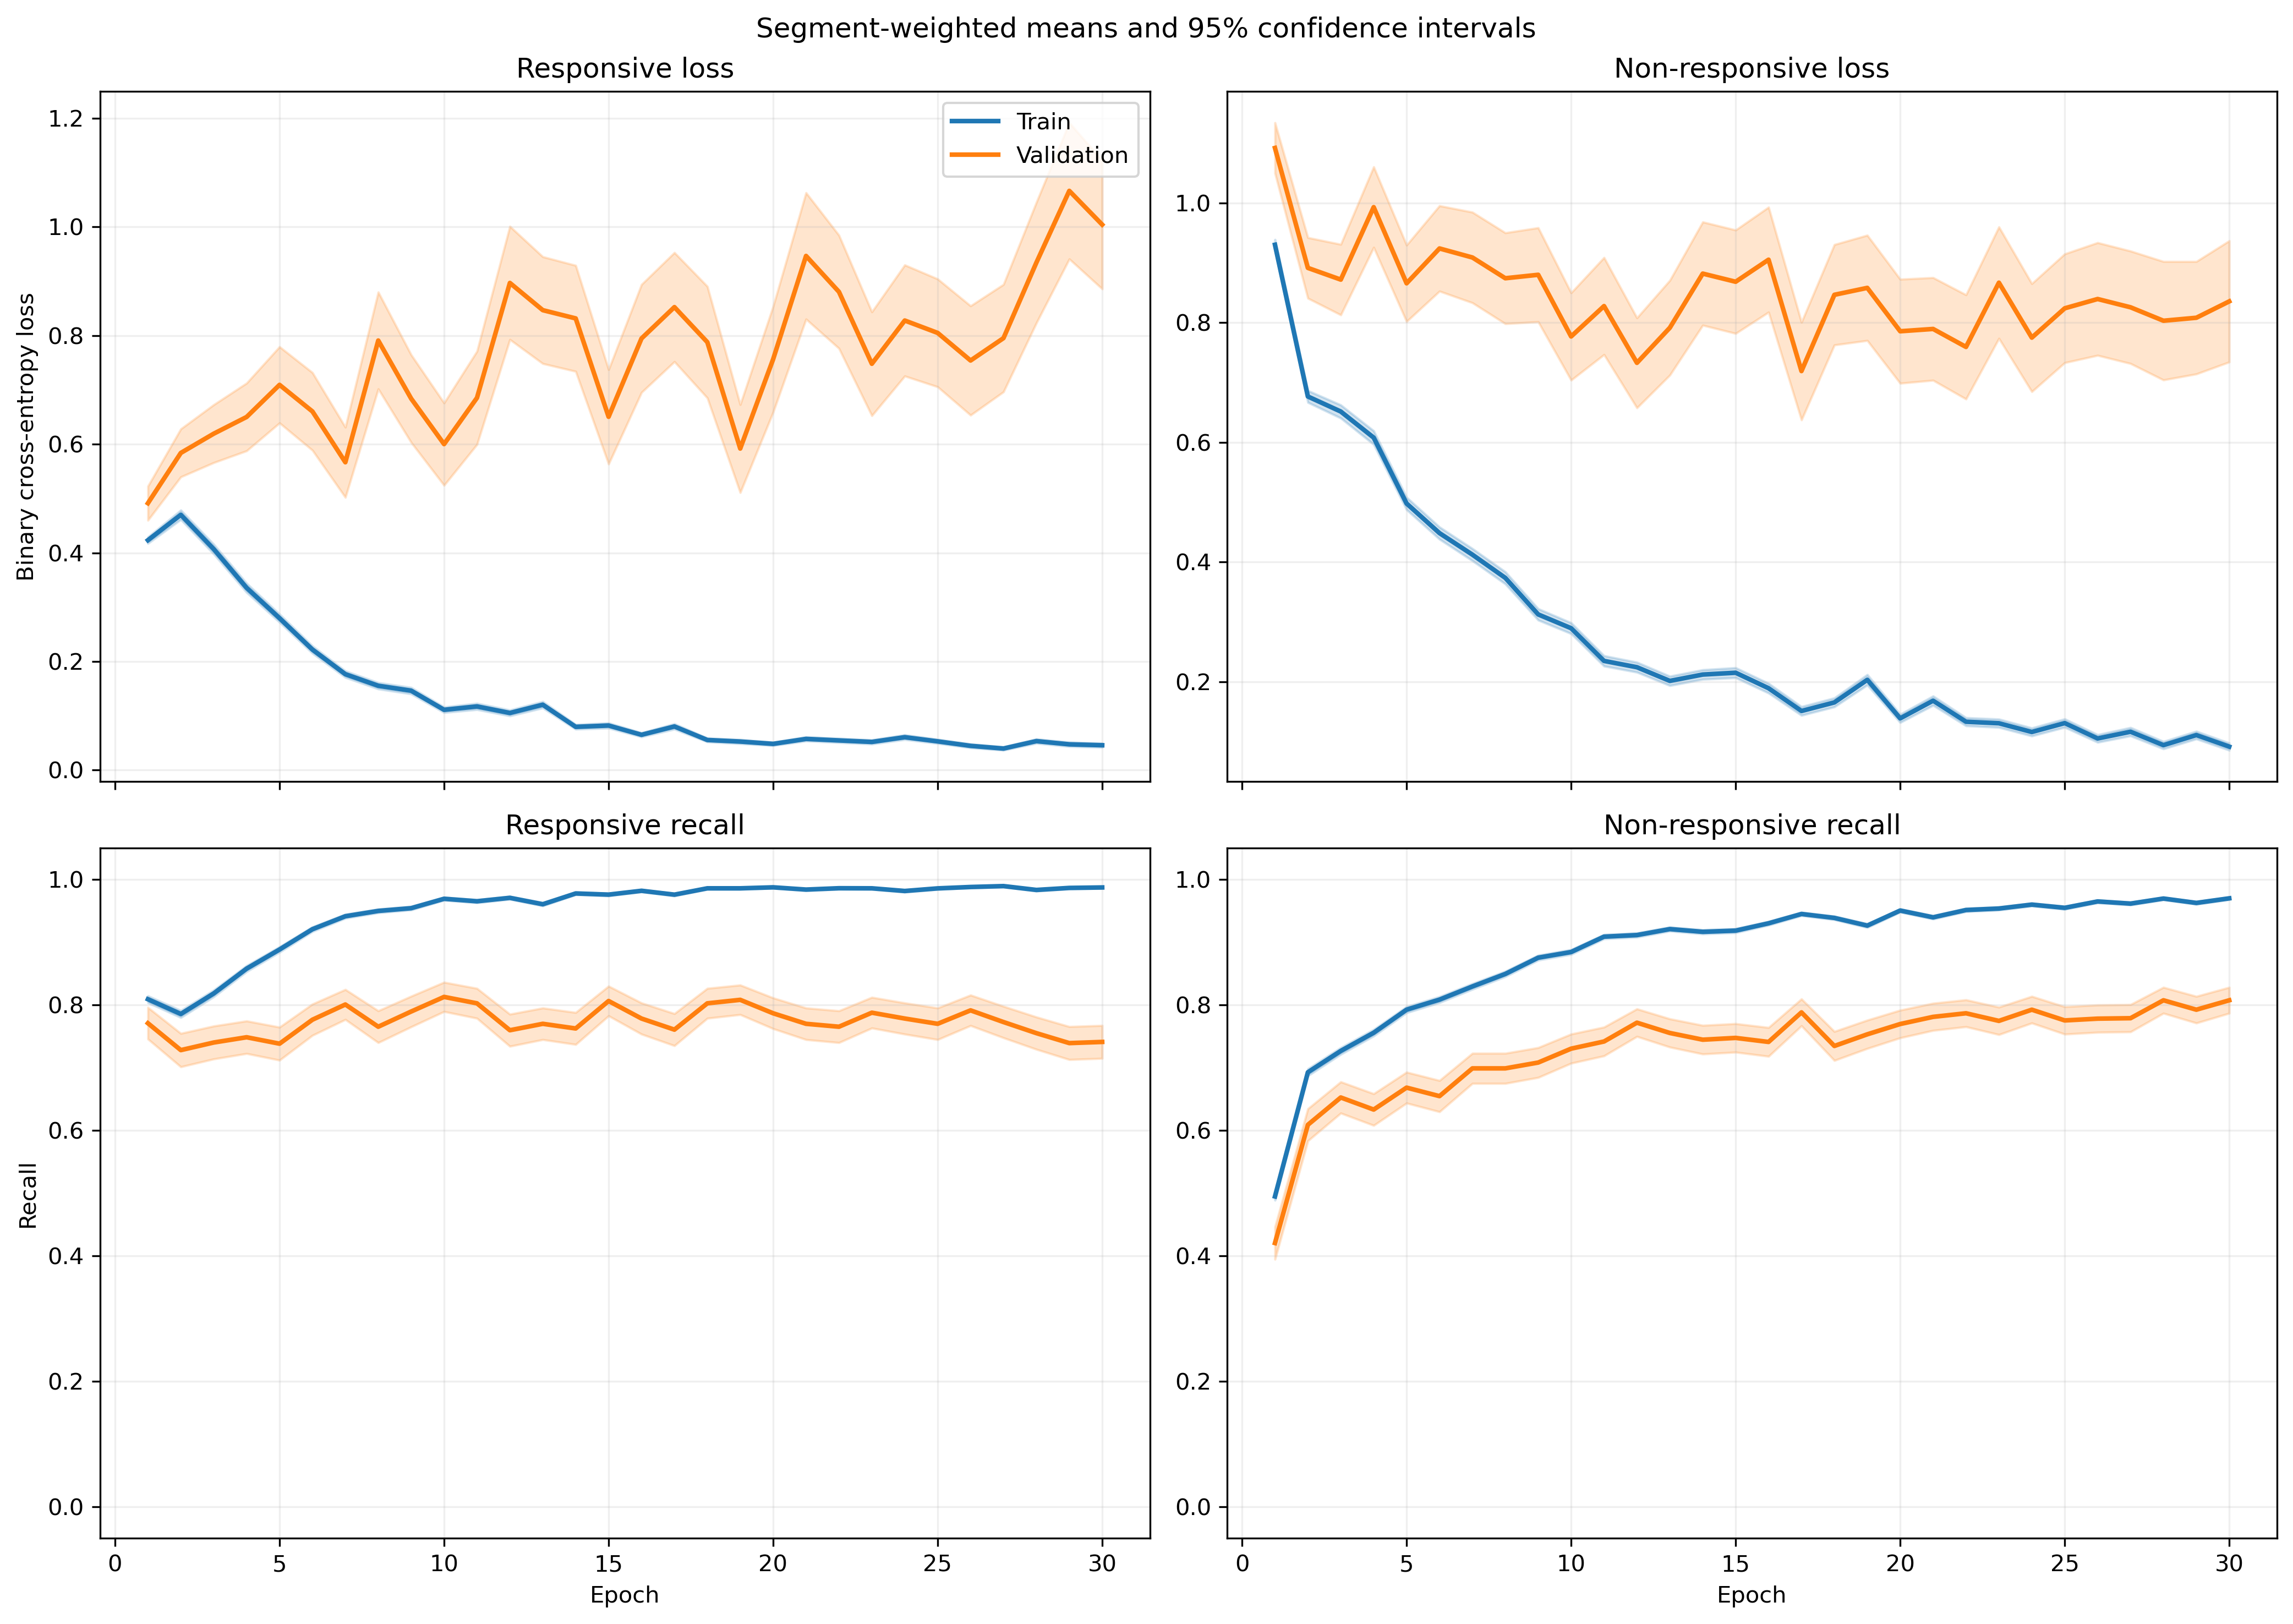 Segment-weighted means and 95% confidence intervals
Responsive loss
Non-responsive loss
Train
Validation
Binary cross-entropy loss
1.2
1.0
0.8
0.6
0.4
0.2
0.0
1.0
0.8
0.6
0.4
0.2
Responsive recall
Non-responsive recall
Recall
1.0
0.8
0.6
0.4
0.2
0.0
0 5 10 15 20 25 30
Epoch
1.0
0.8
0.6
0.4
0.2
0.0
0 5 10 15 20 25 30
Epoch